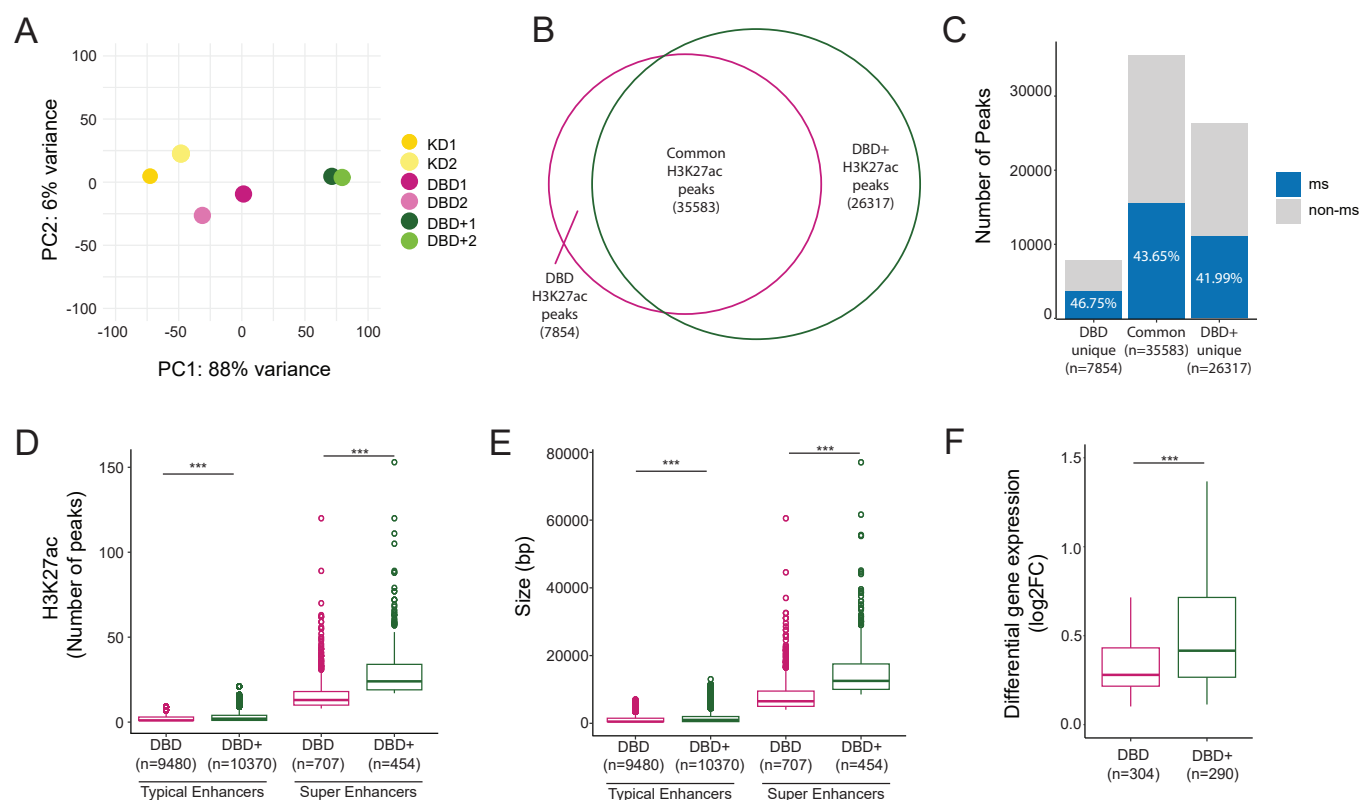 A
PC2: 6% variance
100
50
0
-50
-100
-100
-50
0
50
100
PC1: 88% variance
KD1
KD2
DBD1
DBD2
DBD+1
DBD+2
B
Common
H3K27ac
peaks
(35583)
DBD+
H3K27ac
peaks
(26317)
DBD
H3K27ac
peaks
(7854)
C
Number of Peaks
30000
20000
10000
0
46.75%
43.65%
41.99%
DBD
unique
(n=7854)
Common
(n=35583)
DBD+
unique
(n=26317)
ms
non-ms
D
H3K27ac
(Number of peaks)
150
100
50
0
***
***
DBD
(n=9480)
DBD+
(n=10370)
DBD
(n=707)
DBD+
(n=454)
Typical Enhancers
Super Enhancers
E
Size (bp)
80000
60000
40000
20000
0
***
***
DBD
(n=9480)
DBD+
(n=10370)
DBD
(n=707)
DBD+
(n=454)
Typical Enhancers
Super Enhancers
F
Differential gene expression
(log2FC)
1.5
1.0
0.5
0.0
***
DBD
(n=304)
DBD+
(n=290)